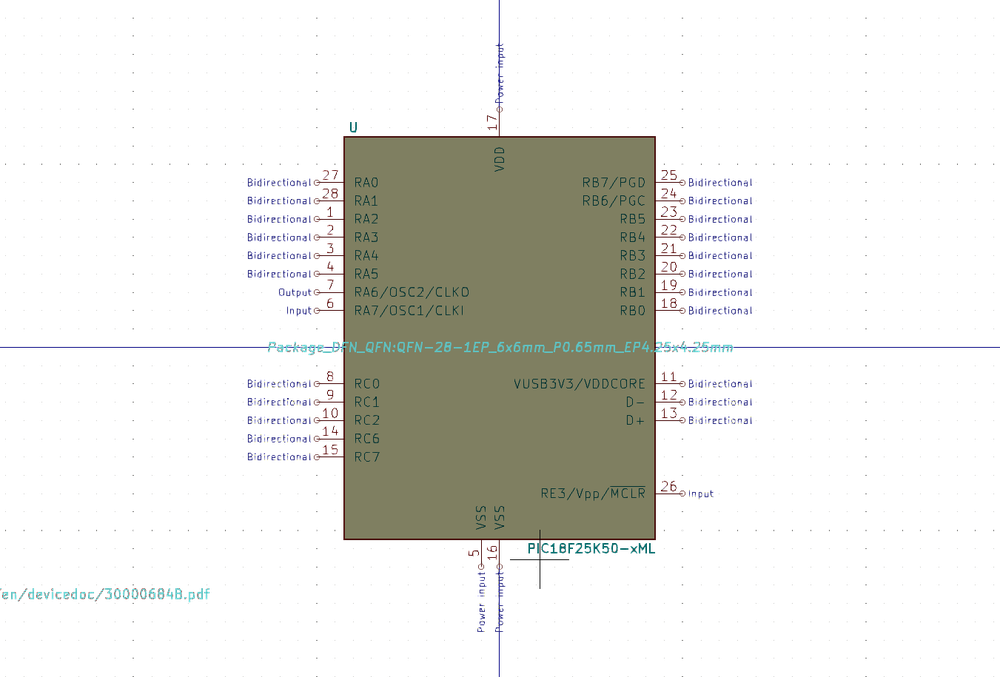 Power input
17
U
VDD
Bidirectional 27 RA0 RB7/PGD 25 Bidirectional
Bidirectional 28 RA1 RB6/PGC 24 Bidirectional
Bidirectional 1 RA2 RB5 23 Bidirectional
Bidirectional 2 RA3 RB4 22 Bidirectional
Bidirectional 3 RA4 RB3 21 Bidirectional
Bidirectional 4 RA5 RB2 20 Bidirectional
Output 7 RA6/OSC2/CLKO RB1 19 Bidirectional
Input 6 RA7/OSC1/CLKI RB0 18 Bidirectional
Package_DFN_QFN:QFN-28-1EP_6x6mm_P0.65mm_EP4.25x4.25mm
Bidirectional 8 RC0 VUSB3V3/VDDCORE 11 Bidirectional
Bidirectional 9 RC1 D- 12 Bidirectional
Bidirectional 10 RC2 D+ 13 Bidirectional
Bidirectional 14 RC6
Bidirectional 15 RC7
RE3/Vpp/MCLR 26 Input
VSS VSS
5 16
PIC18F25K50-xML
Power input Power input
en/devicedoc/30000684B.pdf